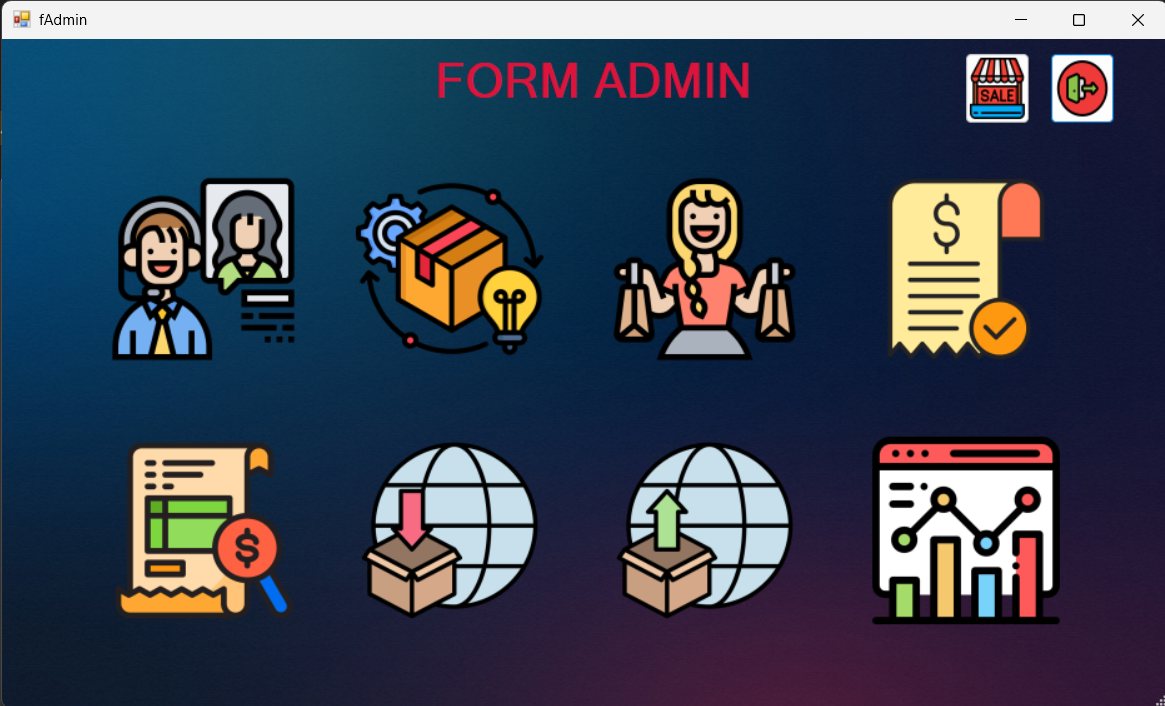 fAdmin
FORM ADMIN
SALE
$
$